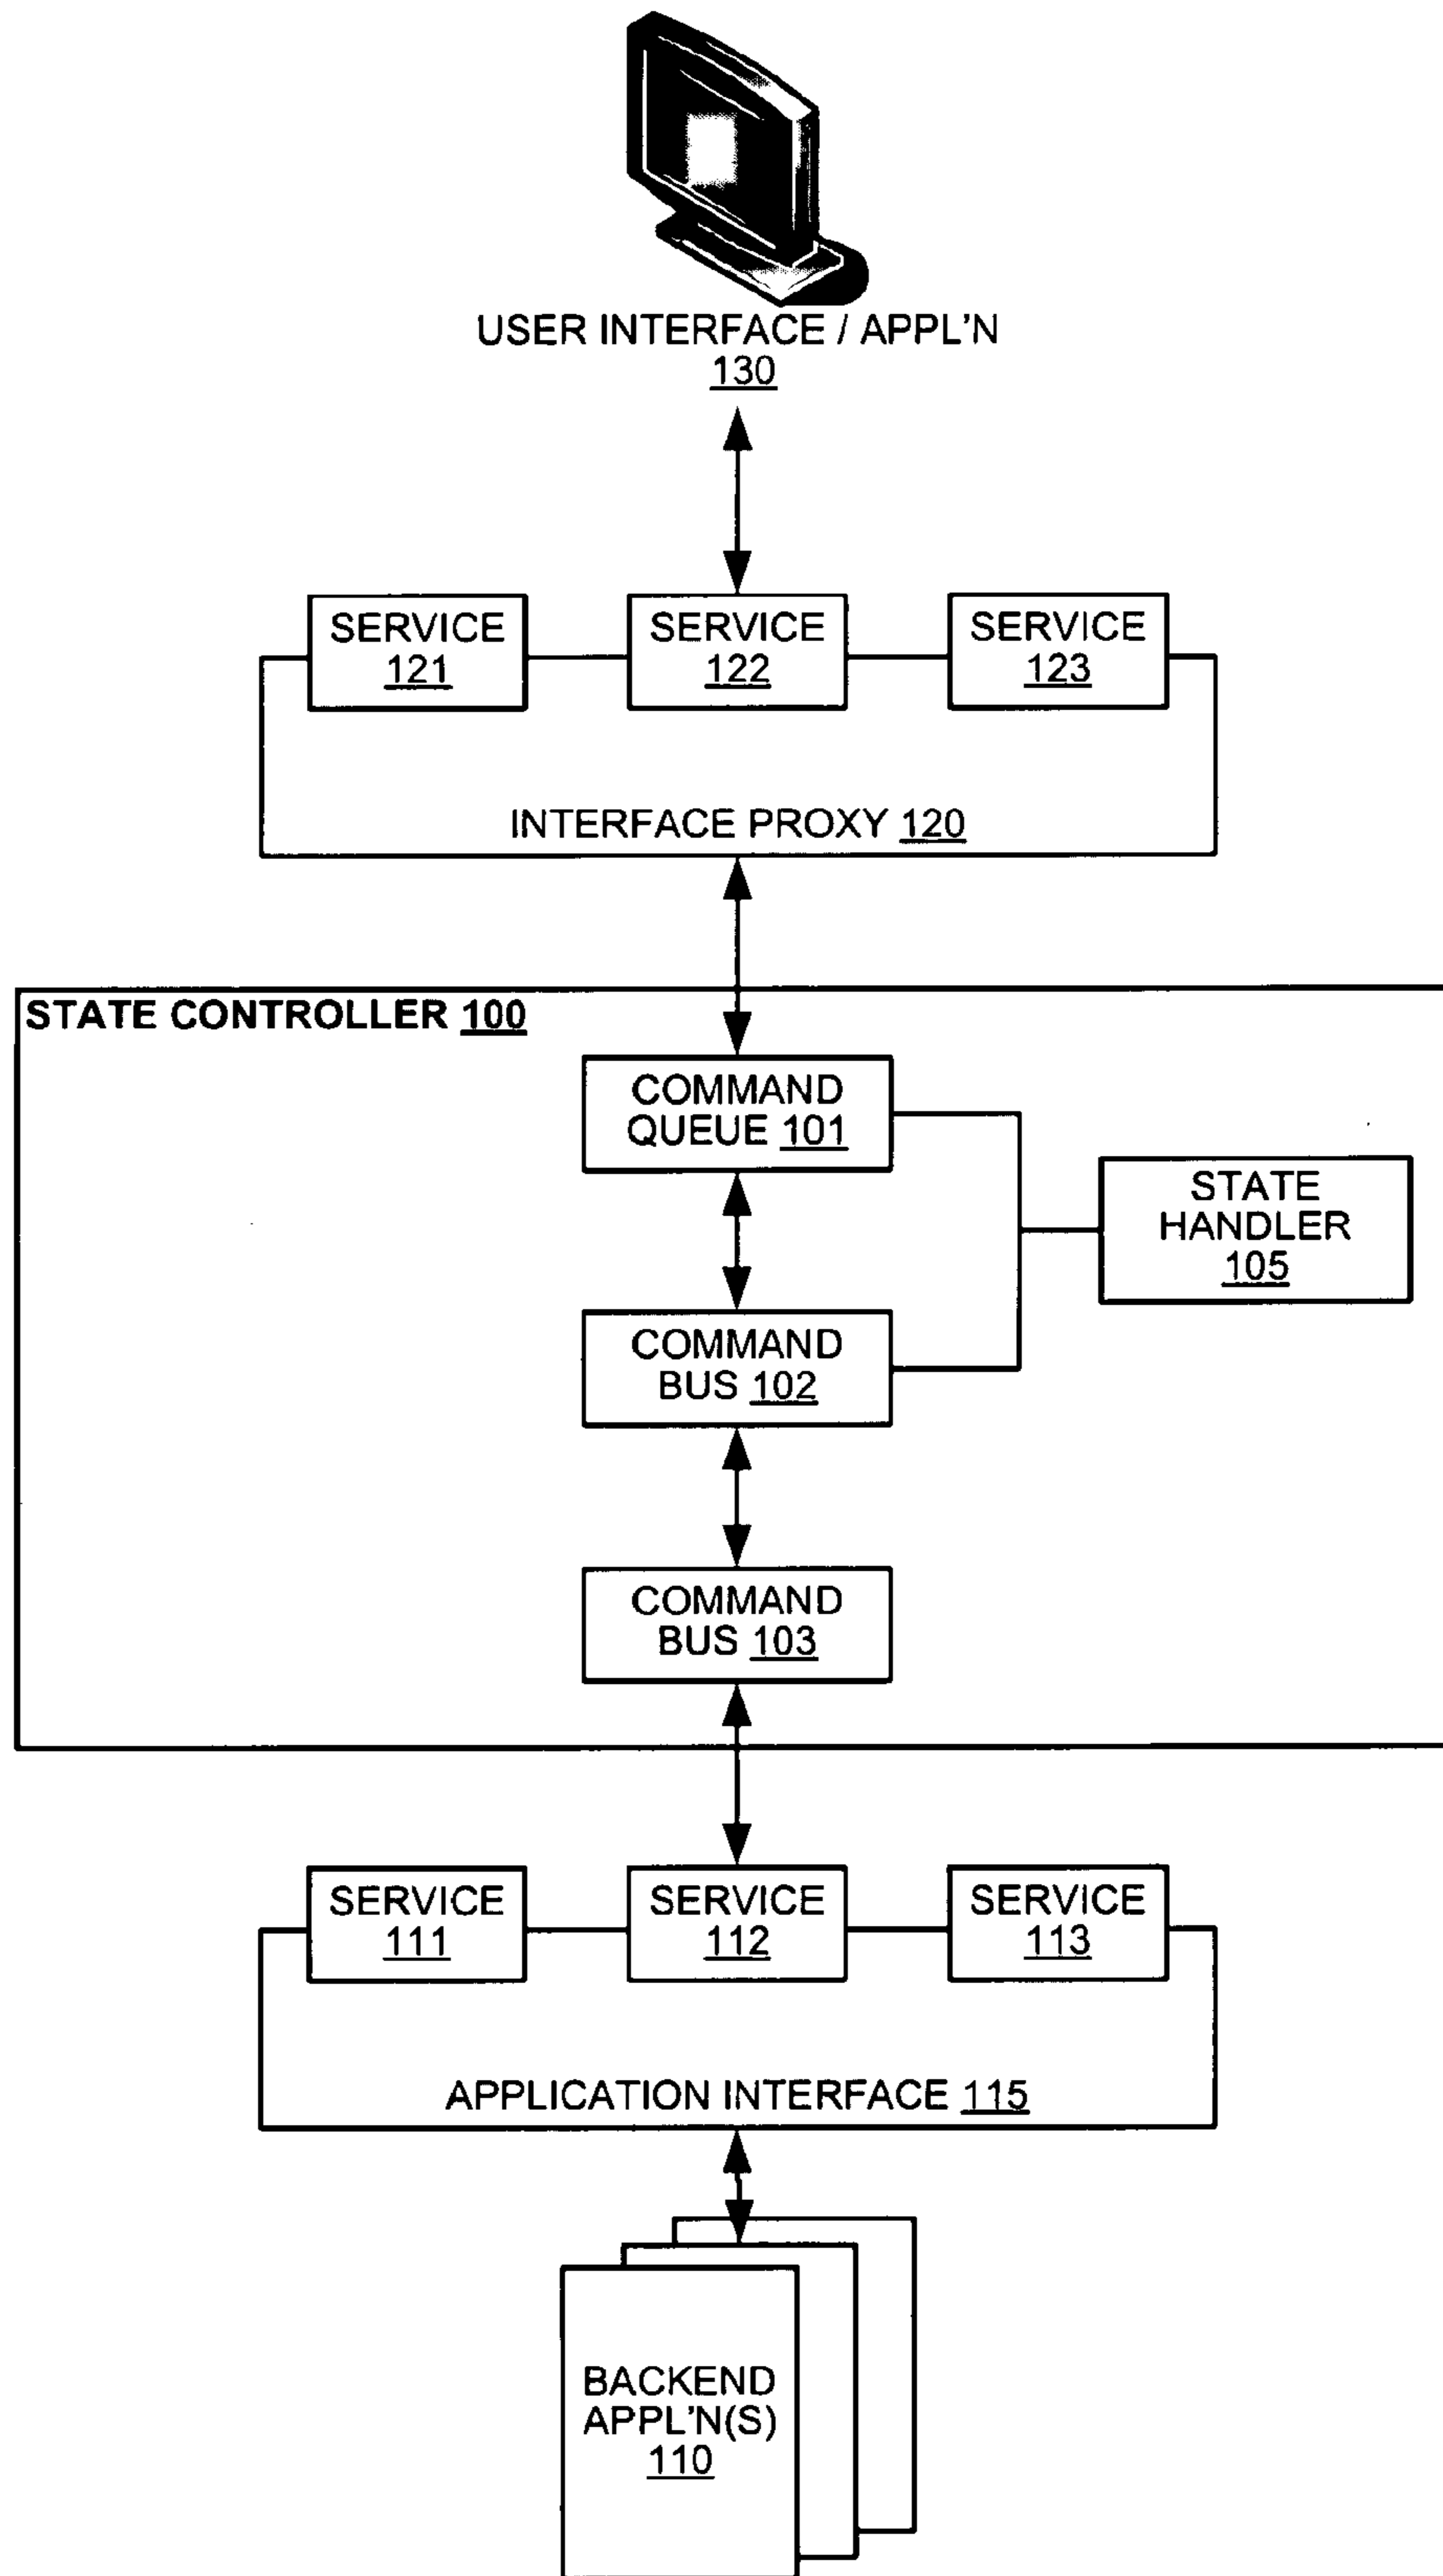 USER INTERFACE / APPL'N
130
SERVICE
121
SERVICE
122
SERVICE
123
INTERFACE PROXY 120
STATE CONTROLLER 100
COMMAND
QUEUE 101
STATE
HANDLER
105
COMMAND
BUS 102
COMMAND
BUS 103
SERVICE
111
SERVICE
112
SERVICE
113
APPLICATION INTERFACE 115
BACKEND
APPL'N(S)
110